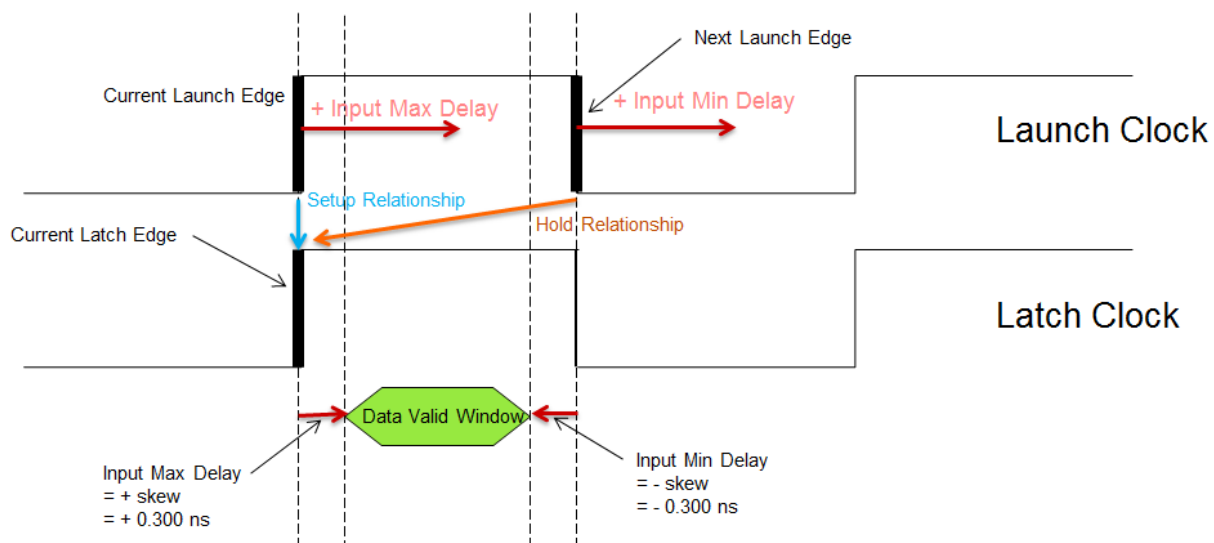 Next Launch Edge
Current Launch Edge
+ Input Max Delay
+ Input Min Delay
Launch Clock
Setup Relationship
Hold Relationship
Current Latch Edge
Latch Clock
Data Valid Window
Input Max Delay
= + skew
= + 0.300 ns
Input Min Delay
= - skew
= - 0.300 ns